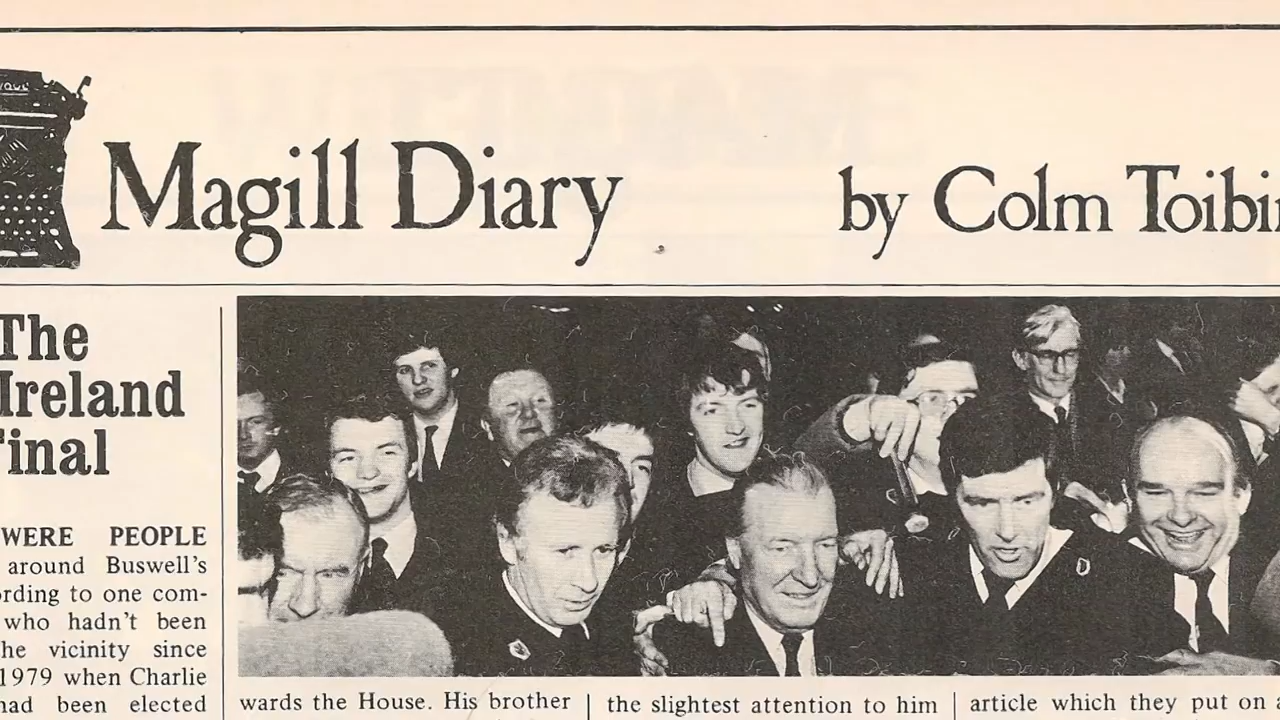 Magill Diary
by Colm Toibin
The
Ireland
Final
WERE PEOPLE
around Buswell's
ording to one com-
who hadn't been
he vicinity since
1979 when Charlie
had been elected
wards the House. His brother
the slightest attention to him
article which they put on a